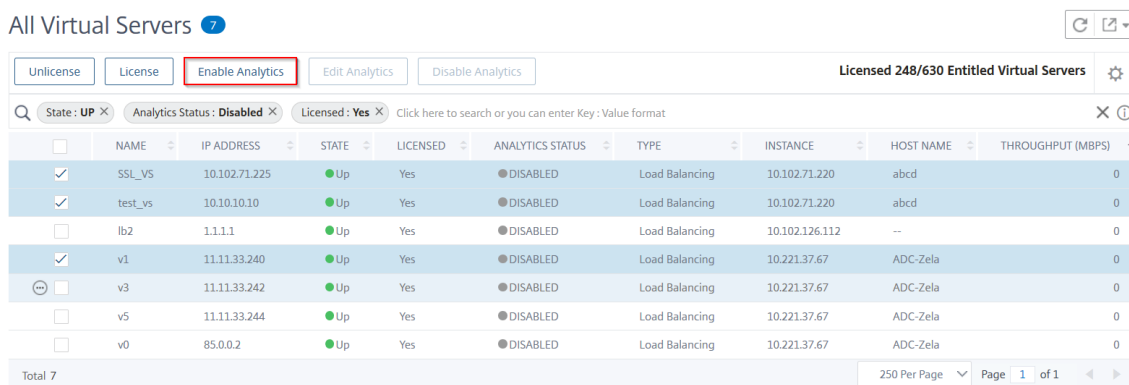 All Virtual Servers 7
Unlicense License Enable Analytics Edit Analytics Disable Analytics Licensed 248/630 Entitled Virtual Servers
State : UP Analytics Status : Disabled Licensed : Yes Click here to search or you can enter Key : Value format
NAME IP ADDRESS STATE LICENSED ANALYTICS STATUS TYPE INSTANCE HOST NAME THROUGHPUT (MBPS)
SSL_VS 10.102.71.225 Up Yes DISABLED Load Balancing 10.102.71.220 abcd 0
test_vs 10.10.10.10 Up Yes DISABLED Load Balancing 10.102.71.220 abcd 0
lb2 1.1.1.1 Up Yes DISABLED Load Balancing 10.102.126.112 -- 0
v1 11.11.33.240 Up Yes DISABLED Load Balancing 10.221.37.67 ADC-Zela 0
v3 11.11.33.242 Up Yes DISABLED Load Balancing 10.221.37.67 ADC-Zela 0
v5 11.11.33.244 Up Yes DISABLED Load Balancing 10.221.37.67 ADC-Zela 0
v0 85.0.0.2 Up Yes DISABLED Load Balancing 10.221.37.67 ADC-Zela 0
Total 7 250 Per Page Page 1 of 1